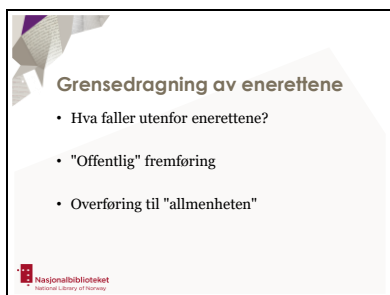 Grensedragning av enerettene
• Hva faller utenfor enerettene?
• "Offentlig" fremføring
• Overføring til "allmenheten"
Nasjonalbiblioteket
National Library of Norway